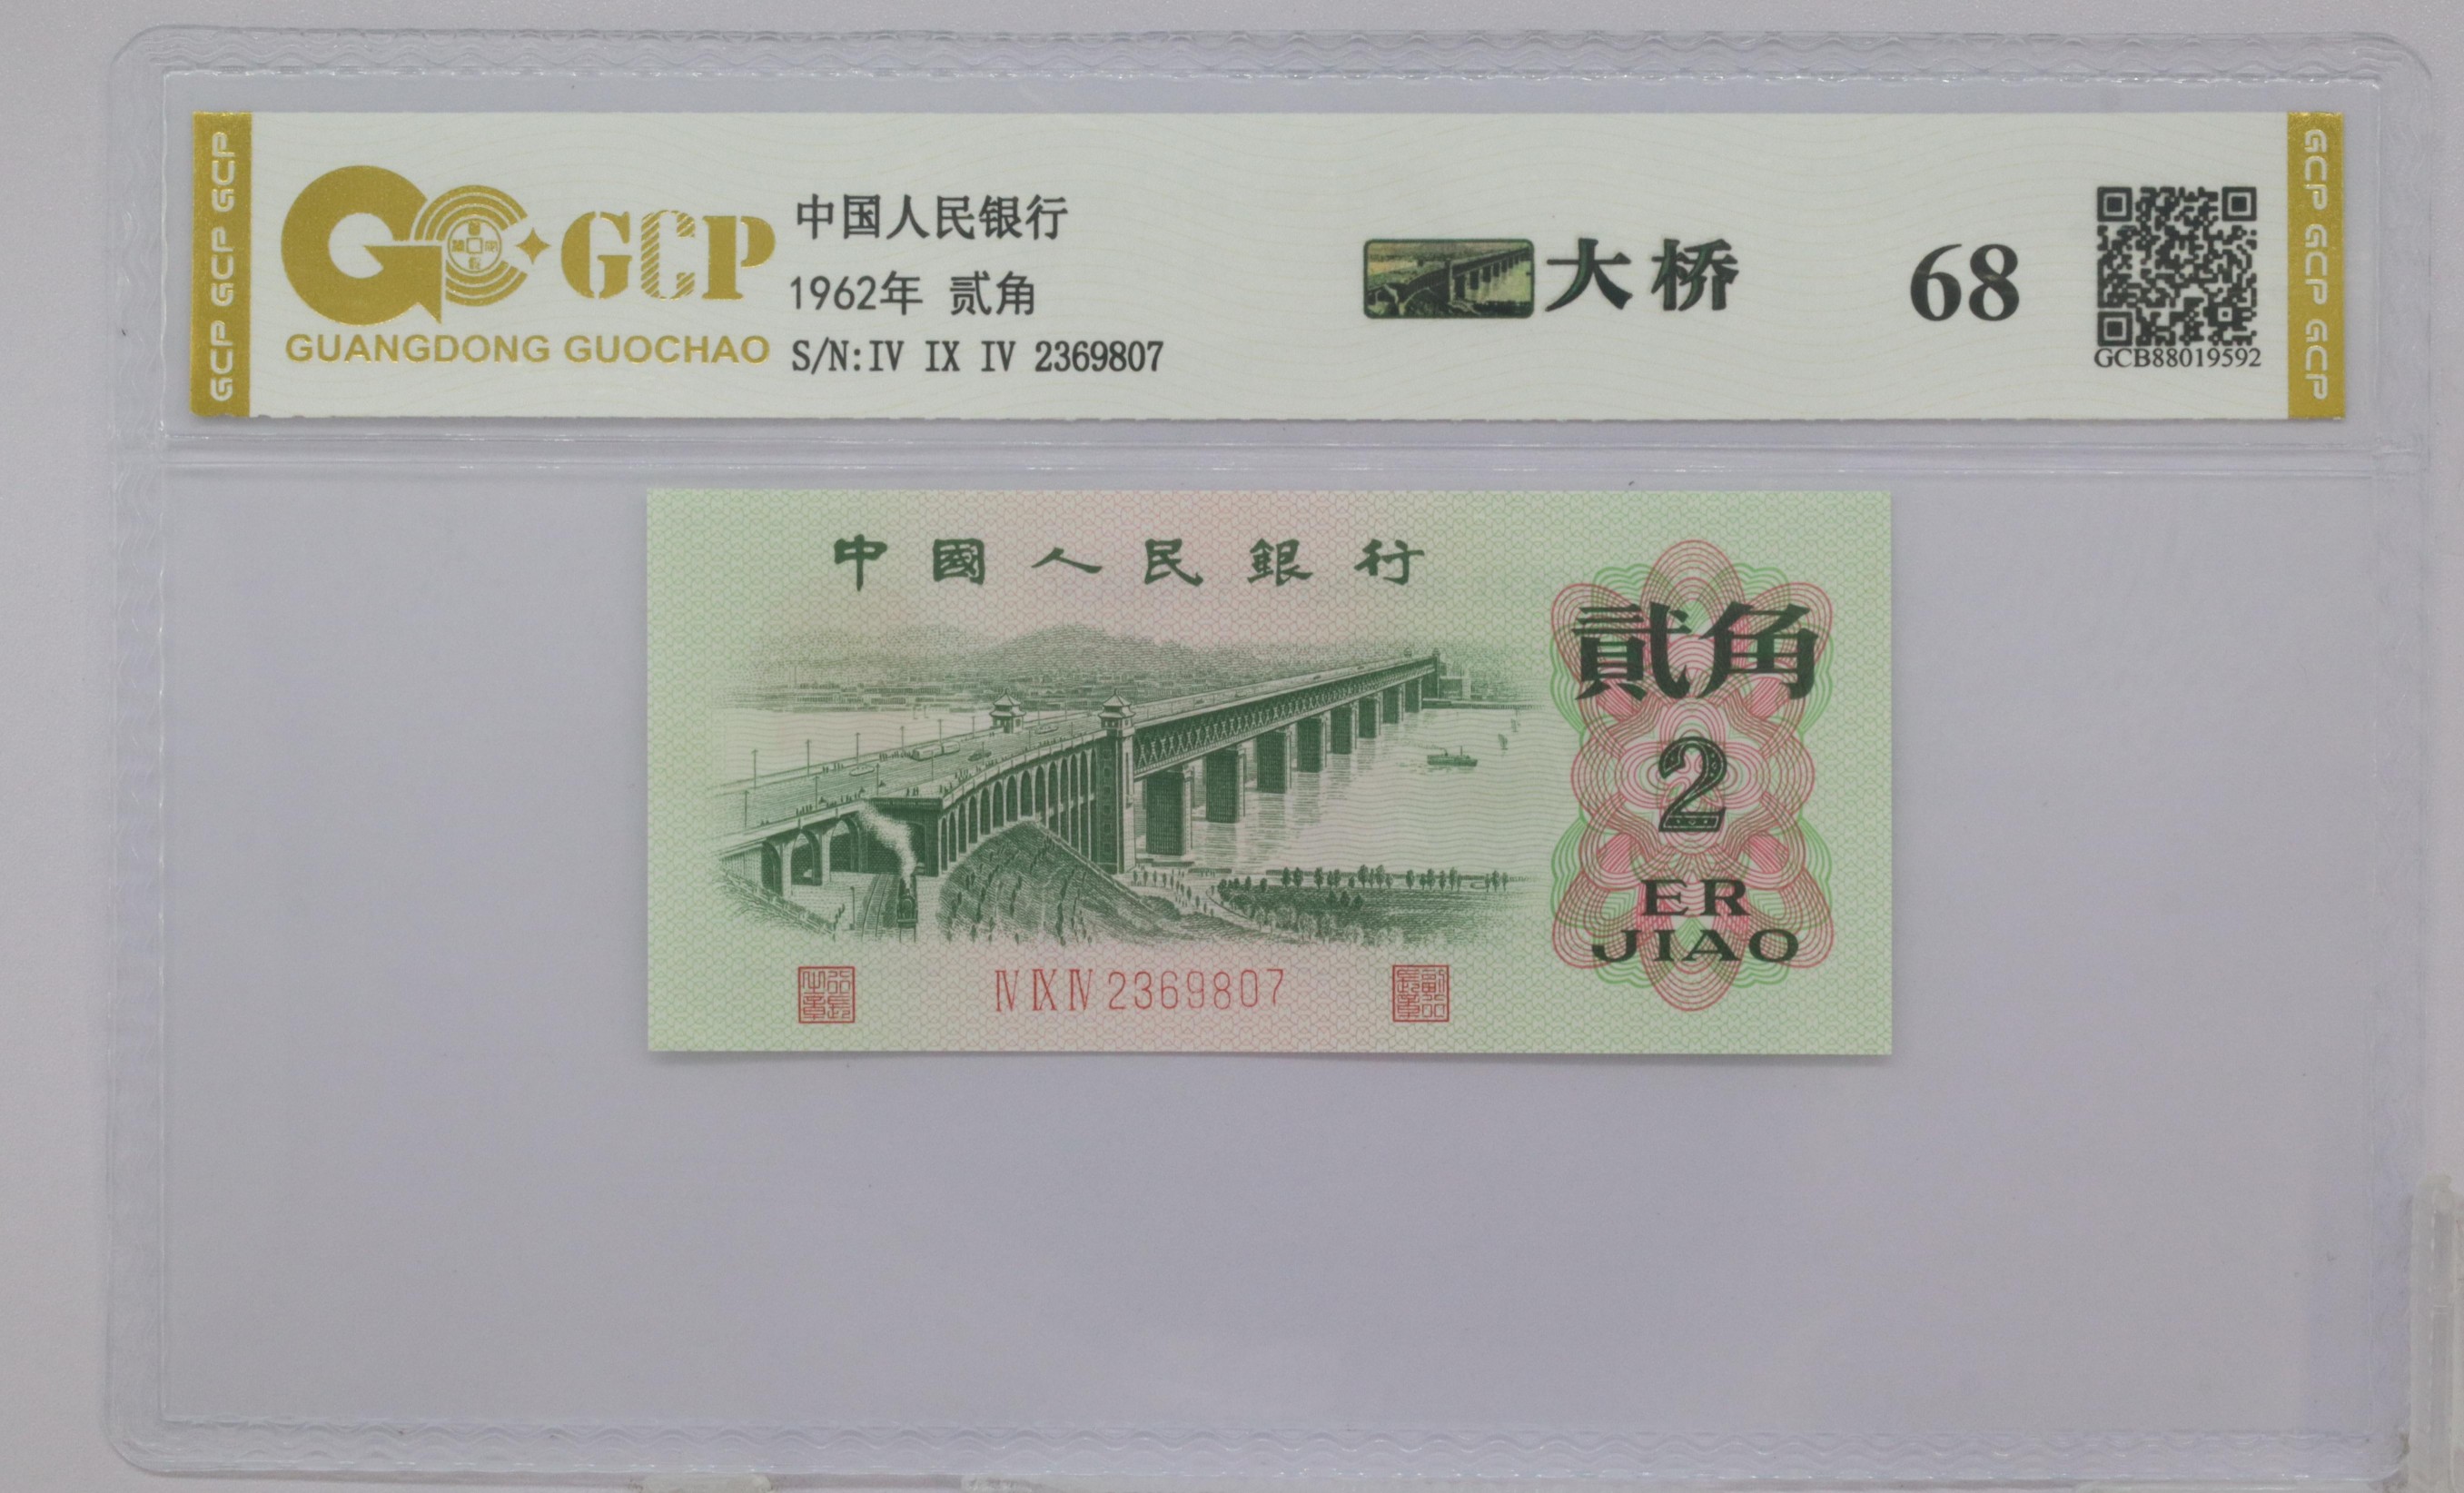 GCP GCP GCP
GCP
GUANGDONG GUOCHAO
中国人民银行
1962年 贰角
S/N:IV IX IV 2369807
大桥
68
GCB88019592
GCP GCP GCP
中國人民銀行
貳角
2
ER
JIAO
IV IX IV 2369807